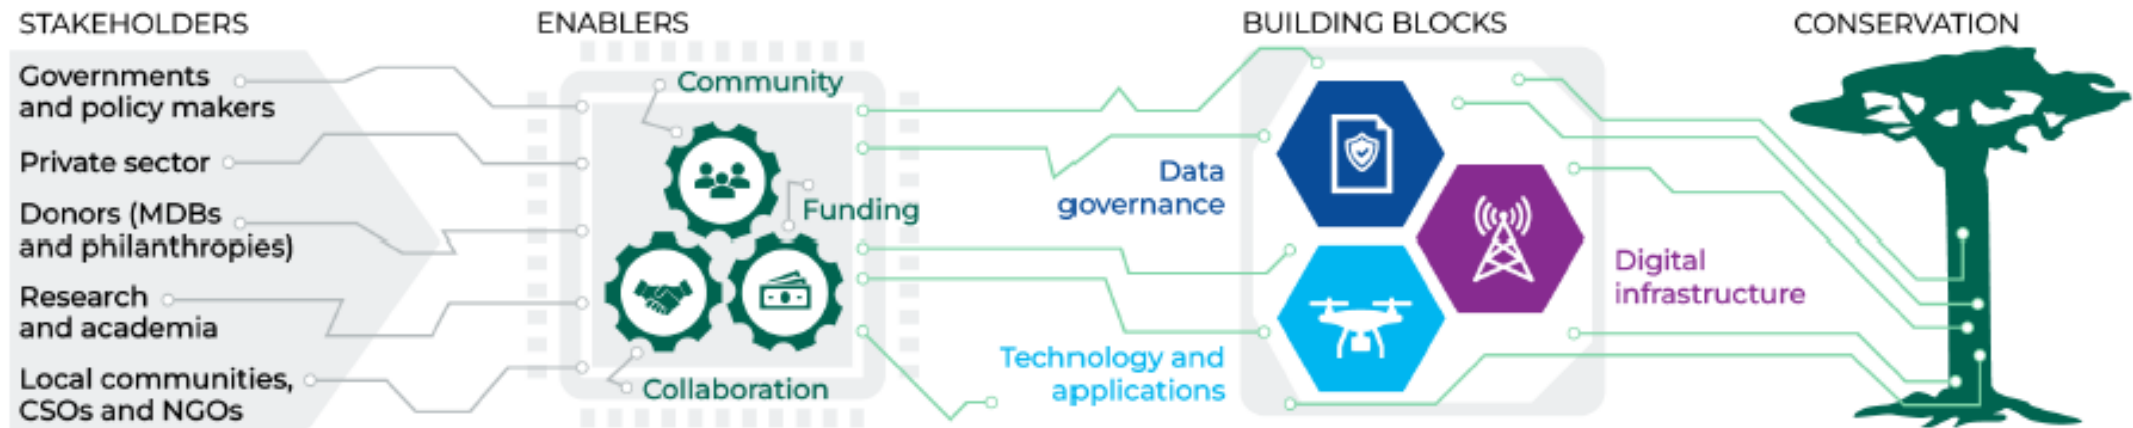 STAKEHOLDERS
Governments
and policy makers
Private sector
Donors (MDBs
and philanthropies)
Research
and academia
Local communities,
CSOs and NGOs
ENABLERS
Community
Funding
Collaboration
BUILDING BLOCKS
Data
governance
Digital
infrastructure
Technology and
applications
CONSERVATION